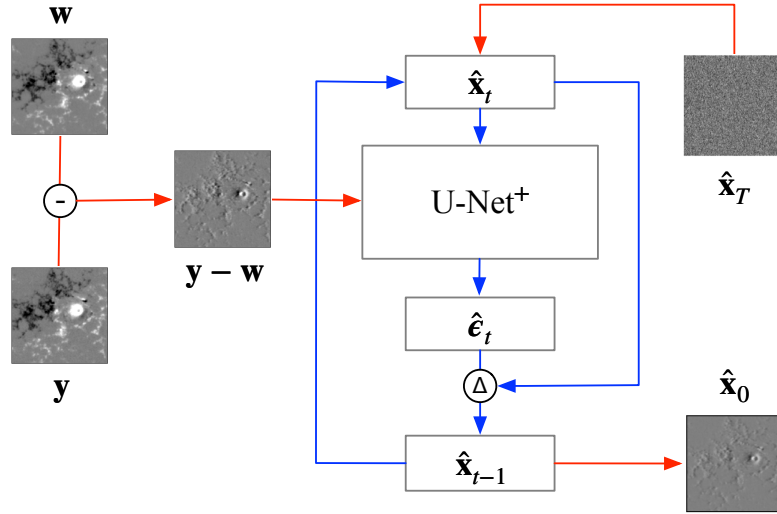 w
x̂_t
-
U-Net⁺
x̂_T
y − w
ϵ̂_t
y
Δ
x̂_0
x̂_{t−1}